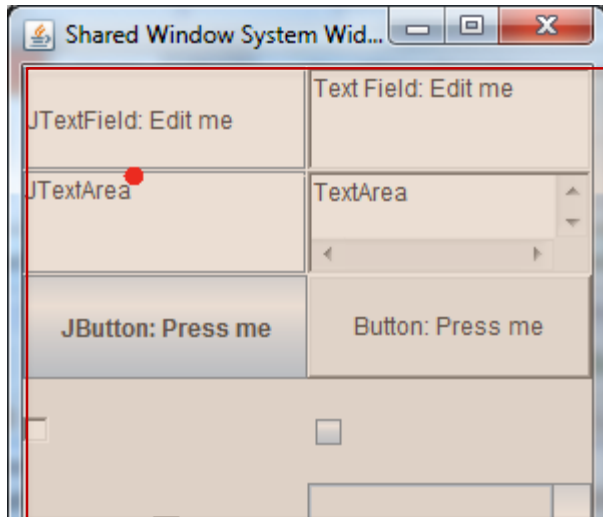 Shared Window System Wid...
JTextField: Edit me
Text Field: Edit me
JTextArea
TextArea
JButton: Press me
Button: Press me